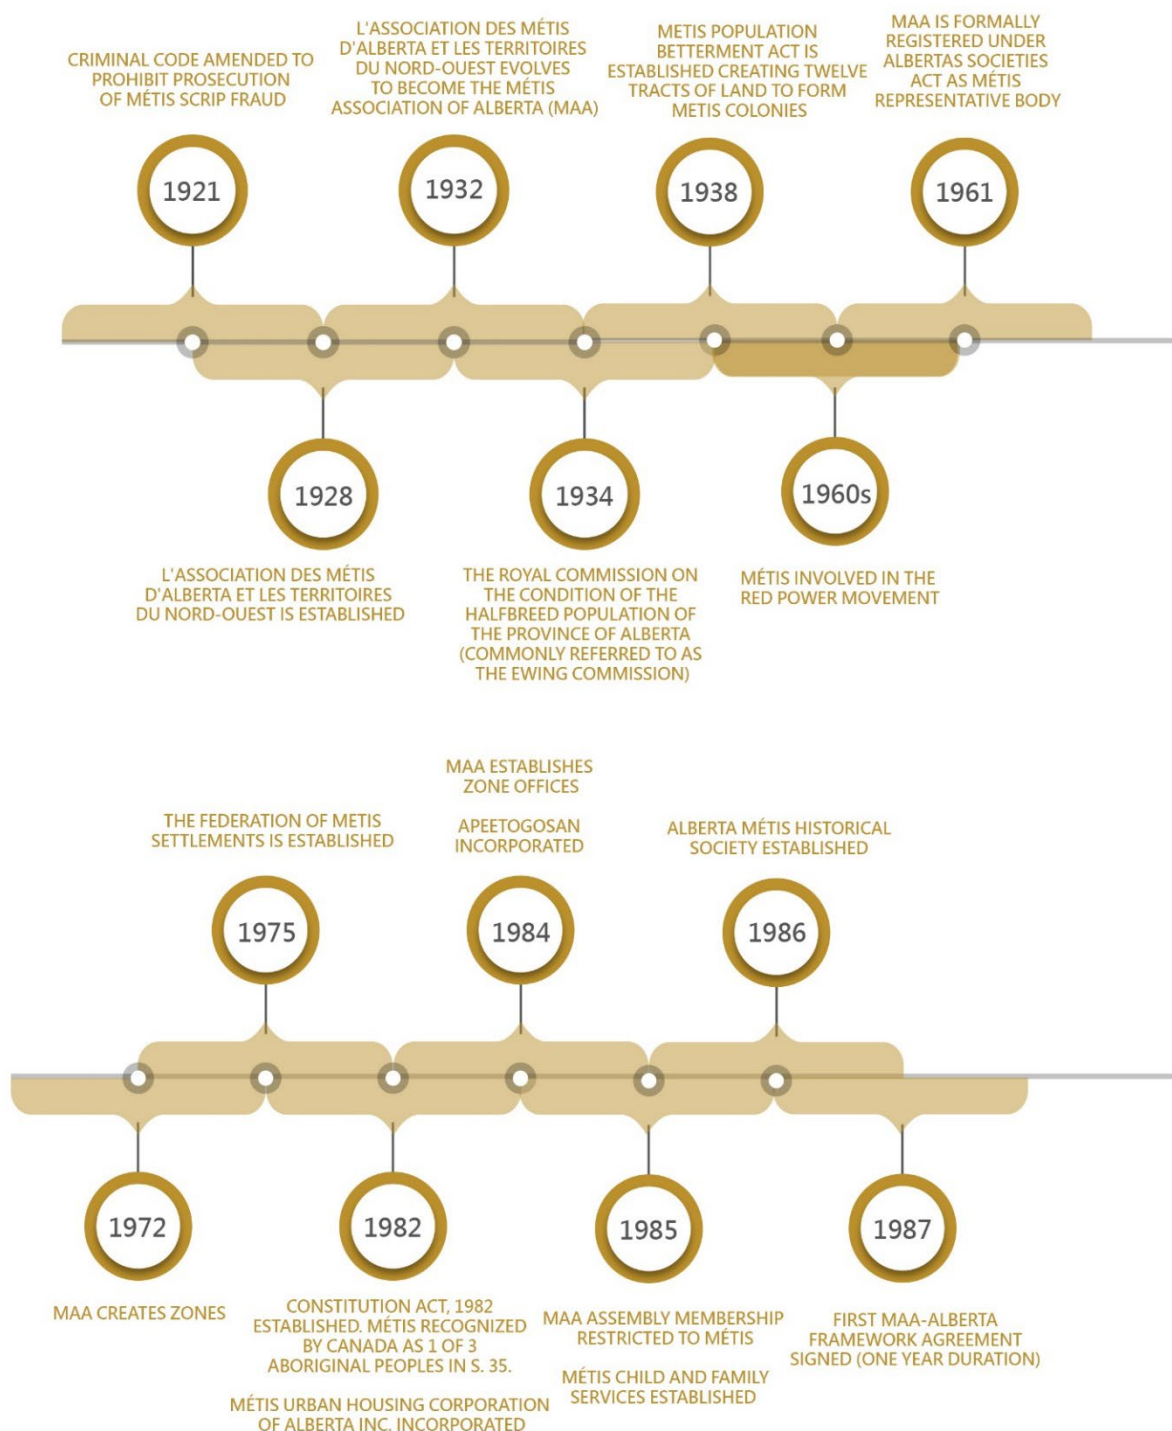 CRIMINAL CODE AMENDED TO
PROHIBIT PROSECUTION
OF MÉTIS SCRIP FRAUD
1921
L'ASSOCIATION DES MÉTIS
D'ALBERTA ET LES TERRITOIRES
DU NORD-OUEST EVOLVES
TO BECOME THE MÉTIS
ASSOCIATION OF ALBERTA (MAA)
1932
METIS POPULATION
BETTERMENT ACT IS
ESTABLISHED CREATING TWELVE
TRACTS OF LAND TO FORM
METIS COLONIES
1938
MAA IS FORMALLY
REGISTERED UNDER
ALBERTAS SOCIETIES
ACT AS MÉTIS
REPRESENTATIVE BODY
1961
1928
L'ASSOCIATION DES MÉTIS
D'ALBERTA ET LES TERRITOIRES
DU NORD-OUEST IS ESTABLISHED
1934
THE ROYAL COMMISSION ON
THE CONDITION OF THE
HALFBREED POPULATION OF
THE PROVINCE OF ALBERTA
(COMMONLY REFERRED TO AS
THE EWING COMMISSION)
1960s
MÉTIS INVOLVED IN THE
RED POWER MOVEMENT
THE FEDERATION OF METIS
SETTLEMENTS IS ESTABLISHED
1975
MAA ESTABLISHES
ZONE OFFICES
APEETOGOSAN
INCORPORATED
1984
ALBERTA MÉTIS HISTORICAL
SOCIETY ESTABLISHED
1986
1972
MAA CREATES ZONES
1982
CONSTITUTION ACT, 1982
ESTABLISHED. MÉTIS RECOGNIZED
BY CANADA AS 1 OF 3
ABORIGINAL PEOPLES IN S. 35.
MÉTIS URBAN HOUSING CORPORATION
OF ALBERTA INC. INCORPORATED
1985
MAA ASSEMBLY MEMBERSHIP
RESTRICTED TO MÉTIS
MÉTIS CHILD AND FAMILY
SERVICES ESTABLISHED
1987
FIRST MAA-ALBERTA
FRAMEWORK AGREEMENT
SIGNED (ONE YEAR DURATION)